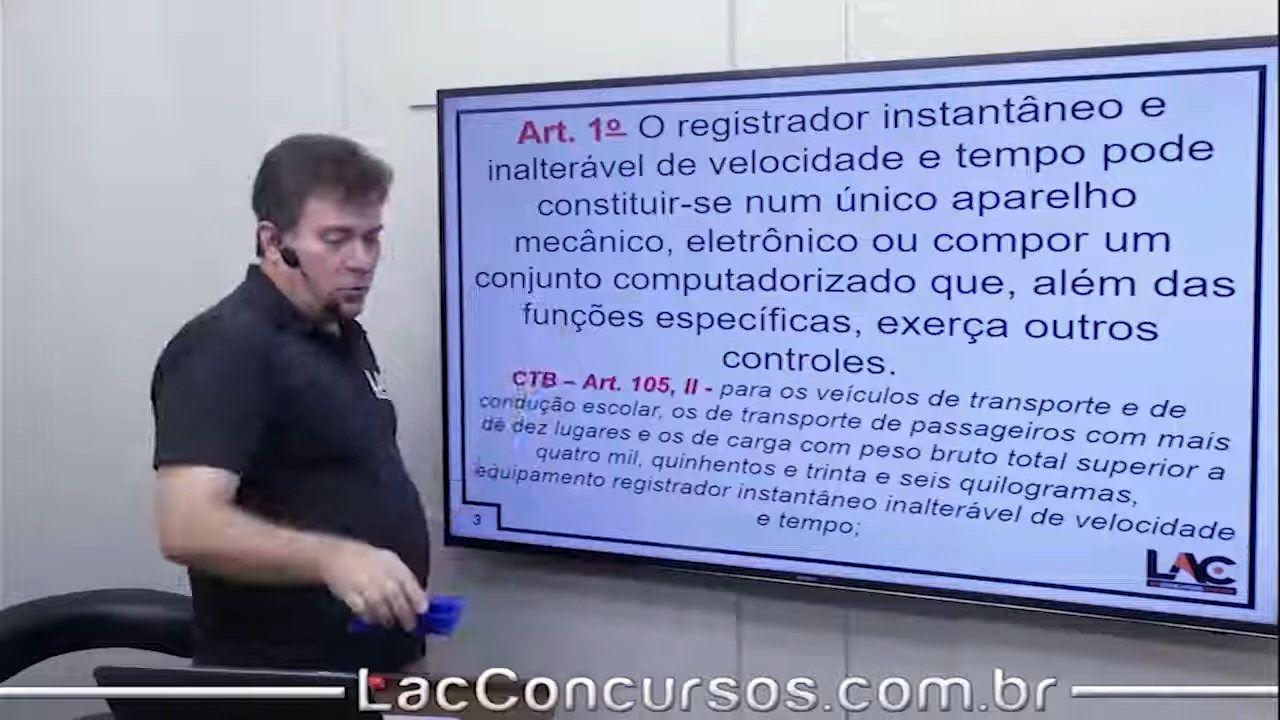 Art. 1º O registrador instantâneo e
inalterável de velocidade e tempo pode
constituir-se num único aparelho
mecânico, eletrônico ou compor um
conjunto computadorizado que, além das
funções específicas, exerça outros
controles.
CTB – Art. 105, II - para os veículos de transporte e de
condução escolar, os de transporte de passageiros com mais
de dez lugares e os de carga com peso bruto total superior a
quatro mil, quinhentos e trinta e seis quilogramas,
equipamento registrador instantâneo inalterável de velocidade
e tempo;
3
LAC
LacConcursos.com.br